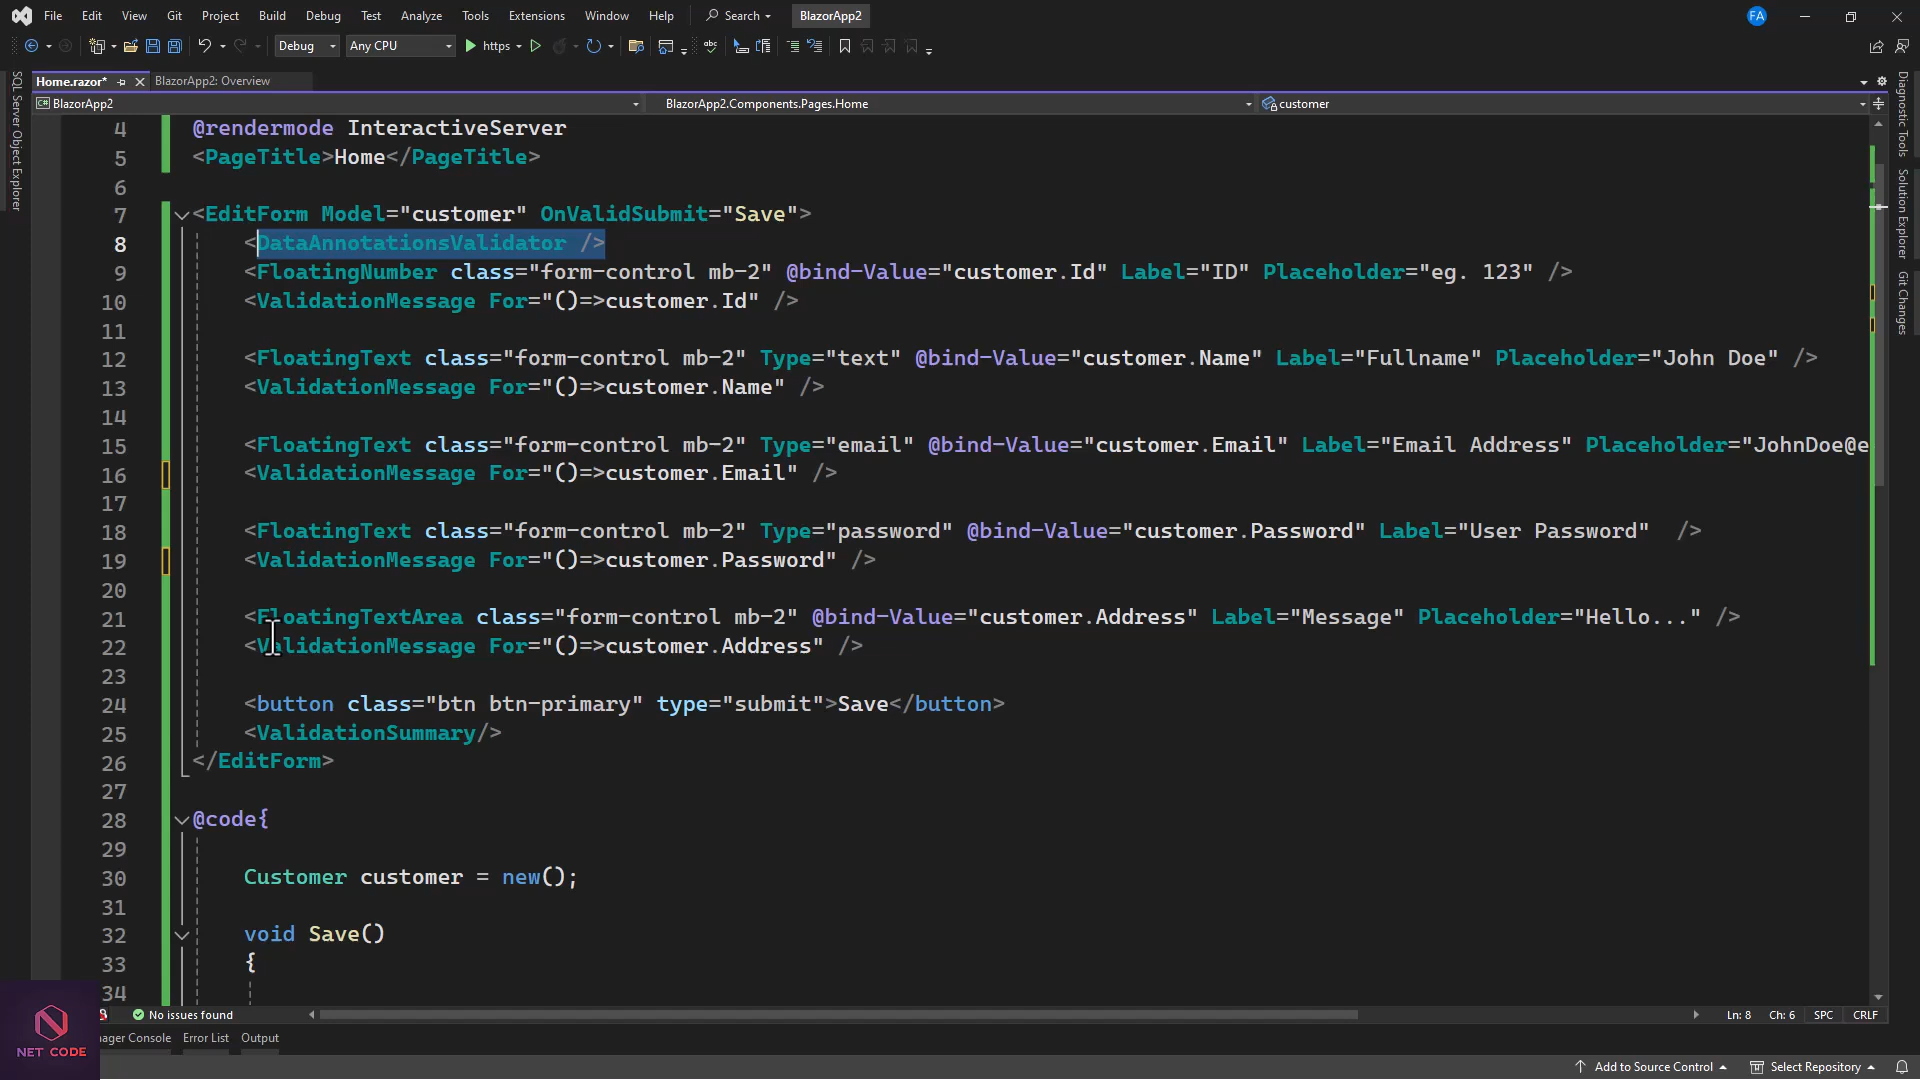 File Edit View Git Project Build Debug Test Analyze Tools Extensions Window Help Search BlazorApp2 FA
Debug Any CPU https
Home.razor* BlazorApp2: Overview
BlazorApp2 BlazorApp2.Components.Pages.Home customer
SQL Server Object Explorer
Diagnostic Tools
Solution Explorer
Git Changes
4 @rendermode InteractiveServer
5 <PageTitle>Home</PageTitle>
6
7 <EditForm Model="customer" OnValidSubmit="Save">
8 <DataAnnotationsValidator />
9 <FloatingNumber class="form-control mb-2" @bind-Value="customer.Id" Label="ID" Placeholder="eg. 123" />
10 <ValidationMessage For="()=>customer.Id" />
11
12 <FloatingText class="form-control mb-2" Type="text" @bind-Value="customer.Name" Label="Fullname" Placeholder="John Doe" />
13 <ValidationMessage For="()=>customer.Name" />
14
15 <FloatingText class="form-control mb-2" Type="email" @bind-Value="customer.Email" Label="Email Address" Placeholder="JohnDoe@e
16 <ValidationMessage For="()=>customer.Email" />
17
18 <FloatingText class="form-control mb-2" Type="password" @bind-Value="customer.Password" Label="User Password" />
19 <ValidationMessage For="()=>customer.Password" />
20
21 <FloatingTextArea class="form-control mb-2" @bind-Value="customer.Address" Label="Message" Placeholder="Hello..." />
22 <ValidationMessage For="()=>customer.Address" />
23
24 <button class="btn btn-primary" type="submit">Save</button>
25 <ValidationSummary/>
26 </EditForm>
27
28 @code{
29
30 Customer customer = new();
31
32 void Save()
33 {
34
No issues found Ln: 8 Ch: 6 SPC CRLF
ager Console Error List Output
NET CODE
Add to Source Control Select Repository